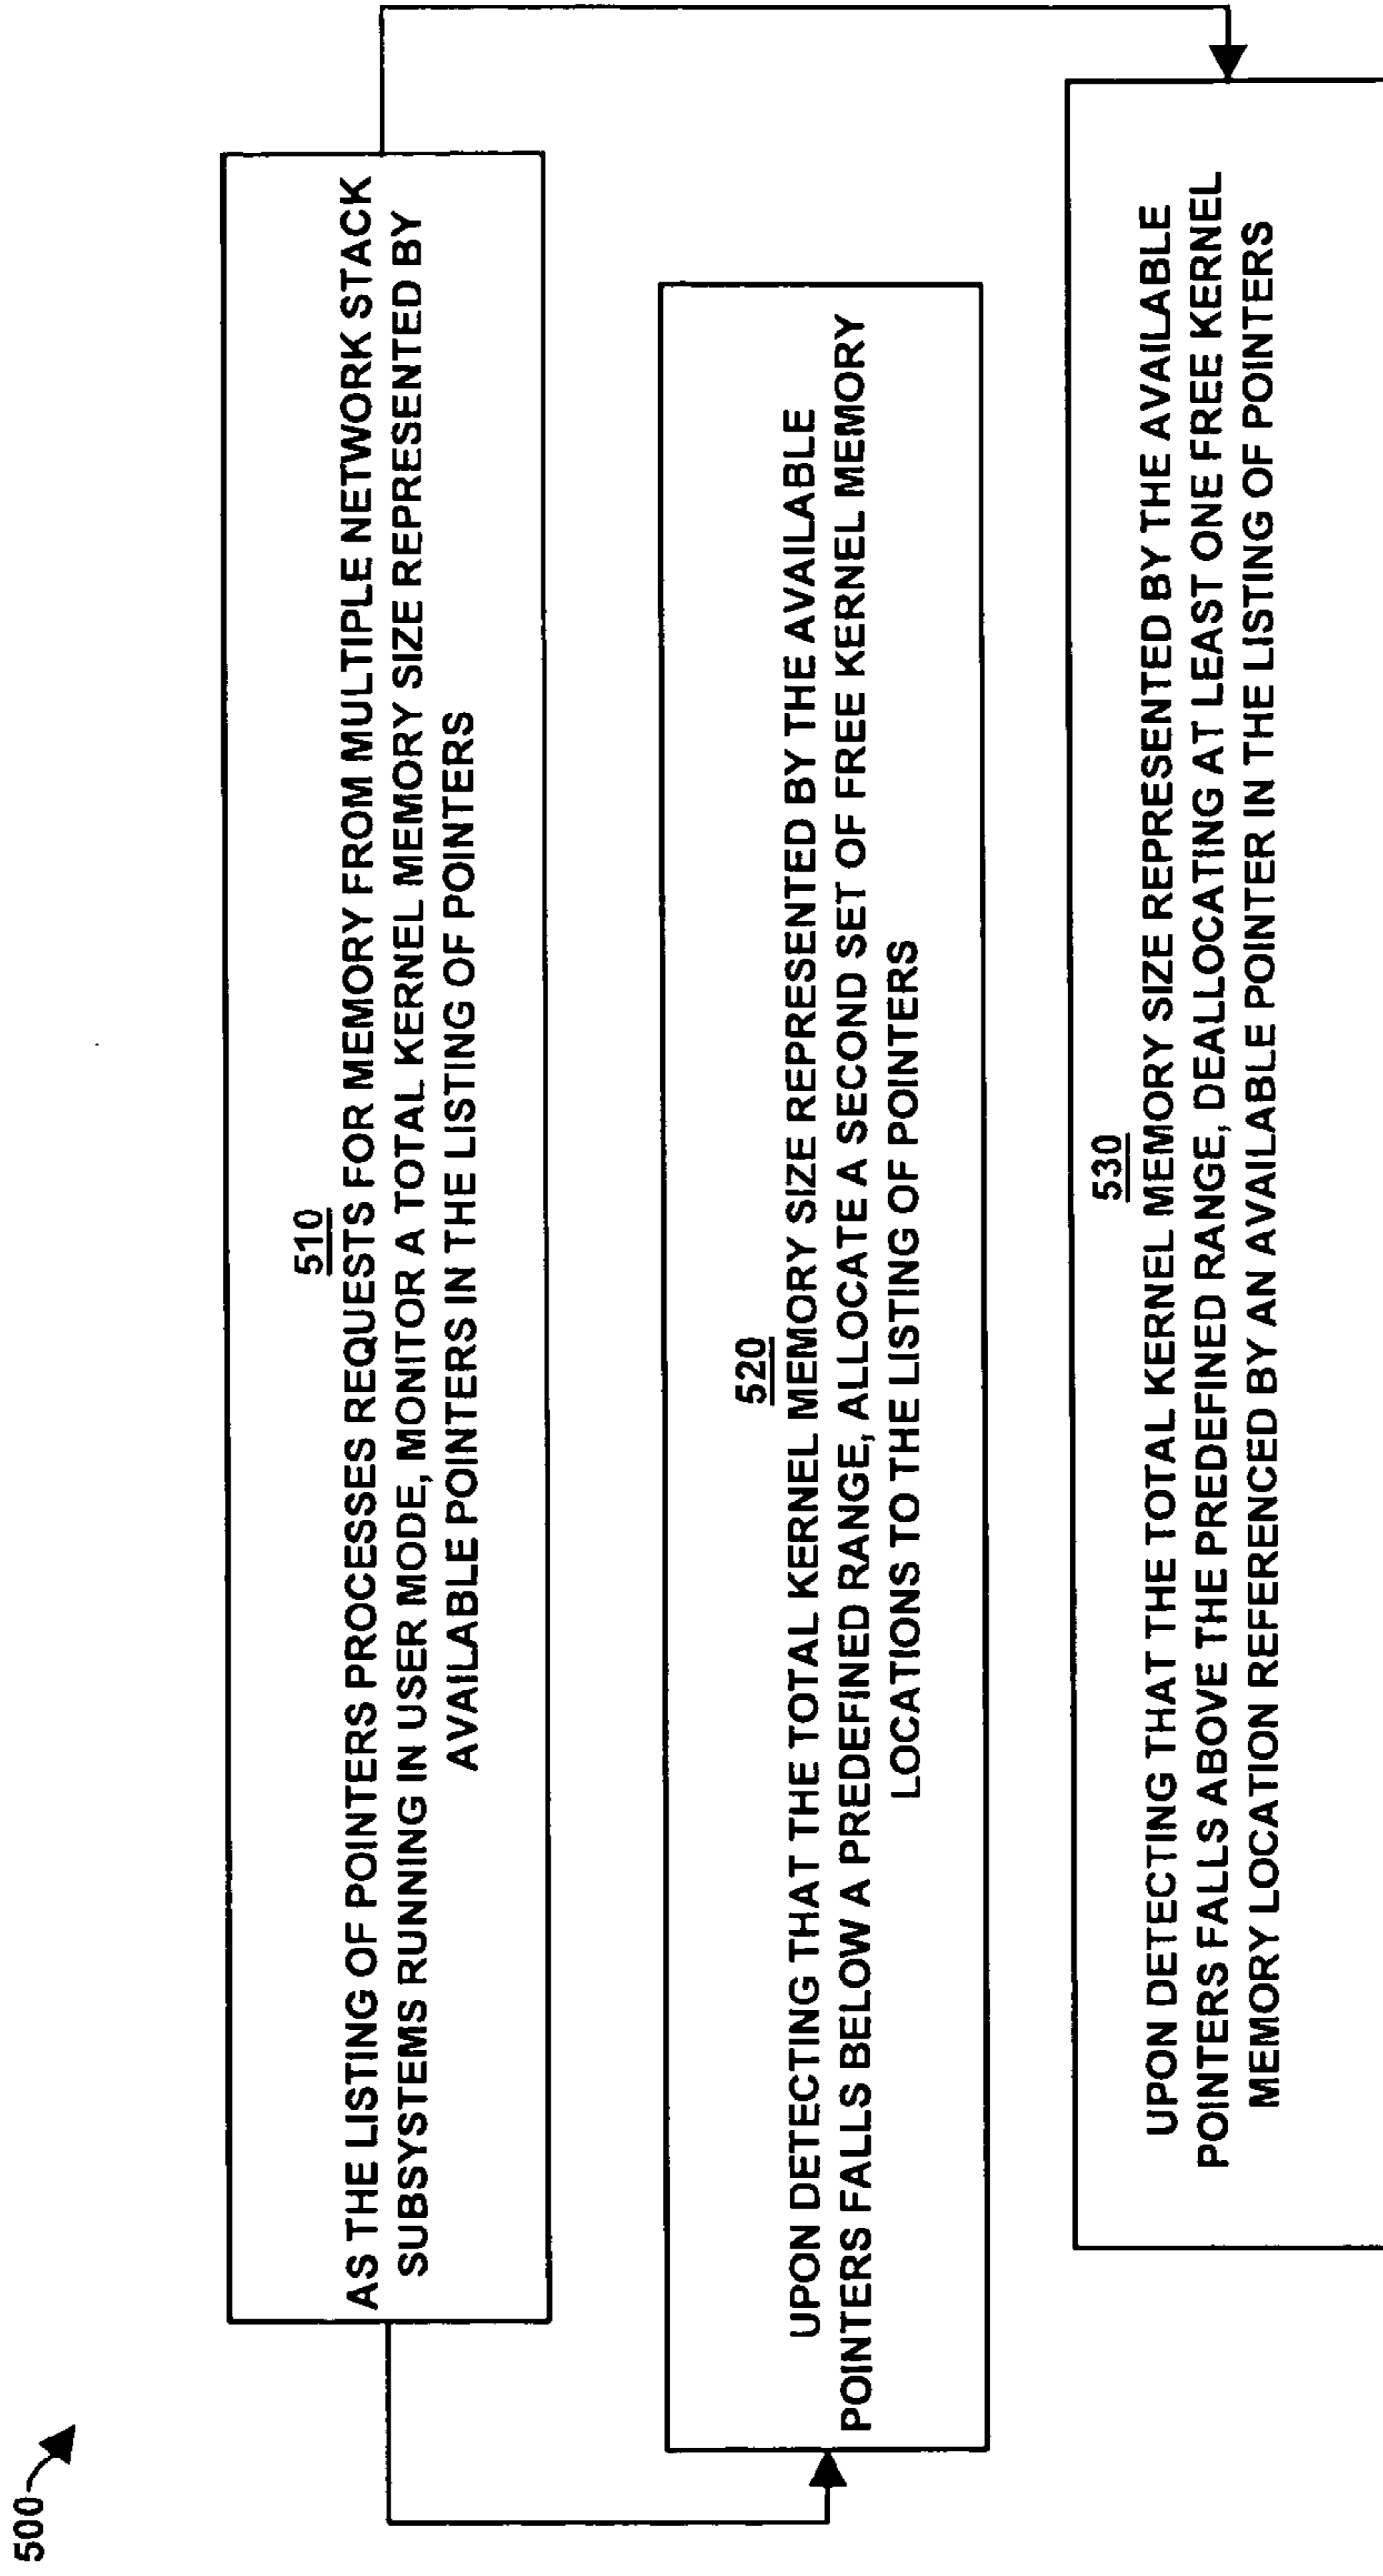 500
510
AS THE LISTING OF POINTERS PROCESSES REQUESTS FOR MEMORY FROM MULTIPLE NETWORK STACK
SUBSYSTEMS RUNNING IN USER MODE, MONITOR A TOTAL KERNEL MEMORY SIZE REPRESENTED BY
AVAILABLE POINTERS IN THE LISTING OF POINTERS
520
UPON DETECTING THAT THE TOTAL KERNEL MEMORY SIZE REPRESENTED BY THE AVAILABLE
POINTERS FALLS BELOW A PREDEFINED RANGE, ALLOCATE A SECOND SET OF FREE KERNEL MEMORY
LOCATIONS TO THE LISTING OF POINTERS
530
UPON DETECTING THAT THE TOTAL KERNEL MEMORY SIZE REPRESENTED BY THE AVAILABLE
POINTERS FALLS ABOVE THE PREDEFINED RANGE, DEALLOCATING AT LEAST ONE FREE KERNEL
MEMORY LOCATION REFERENCED BY AN AVAILABLE POINTER IN THE LISTING OF POINTERS